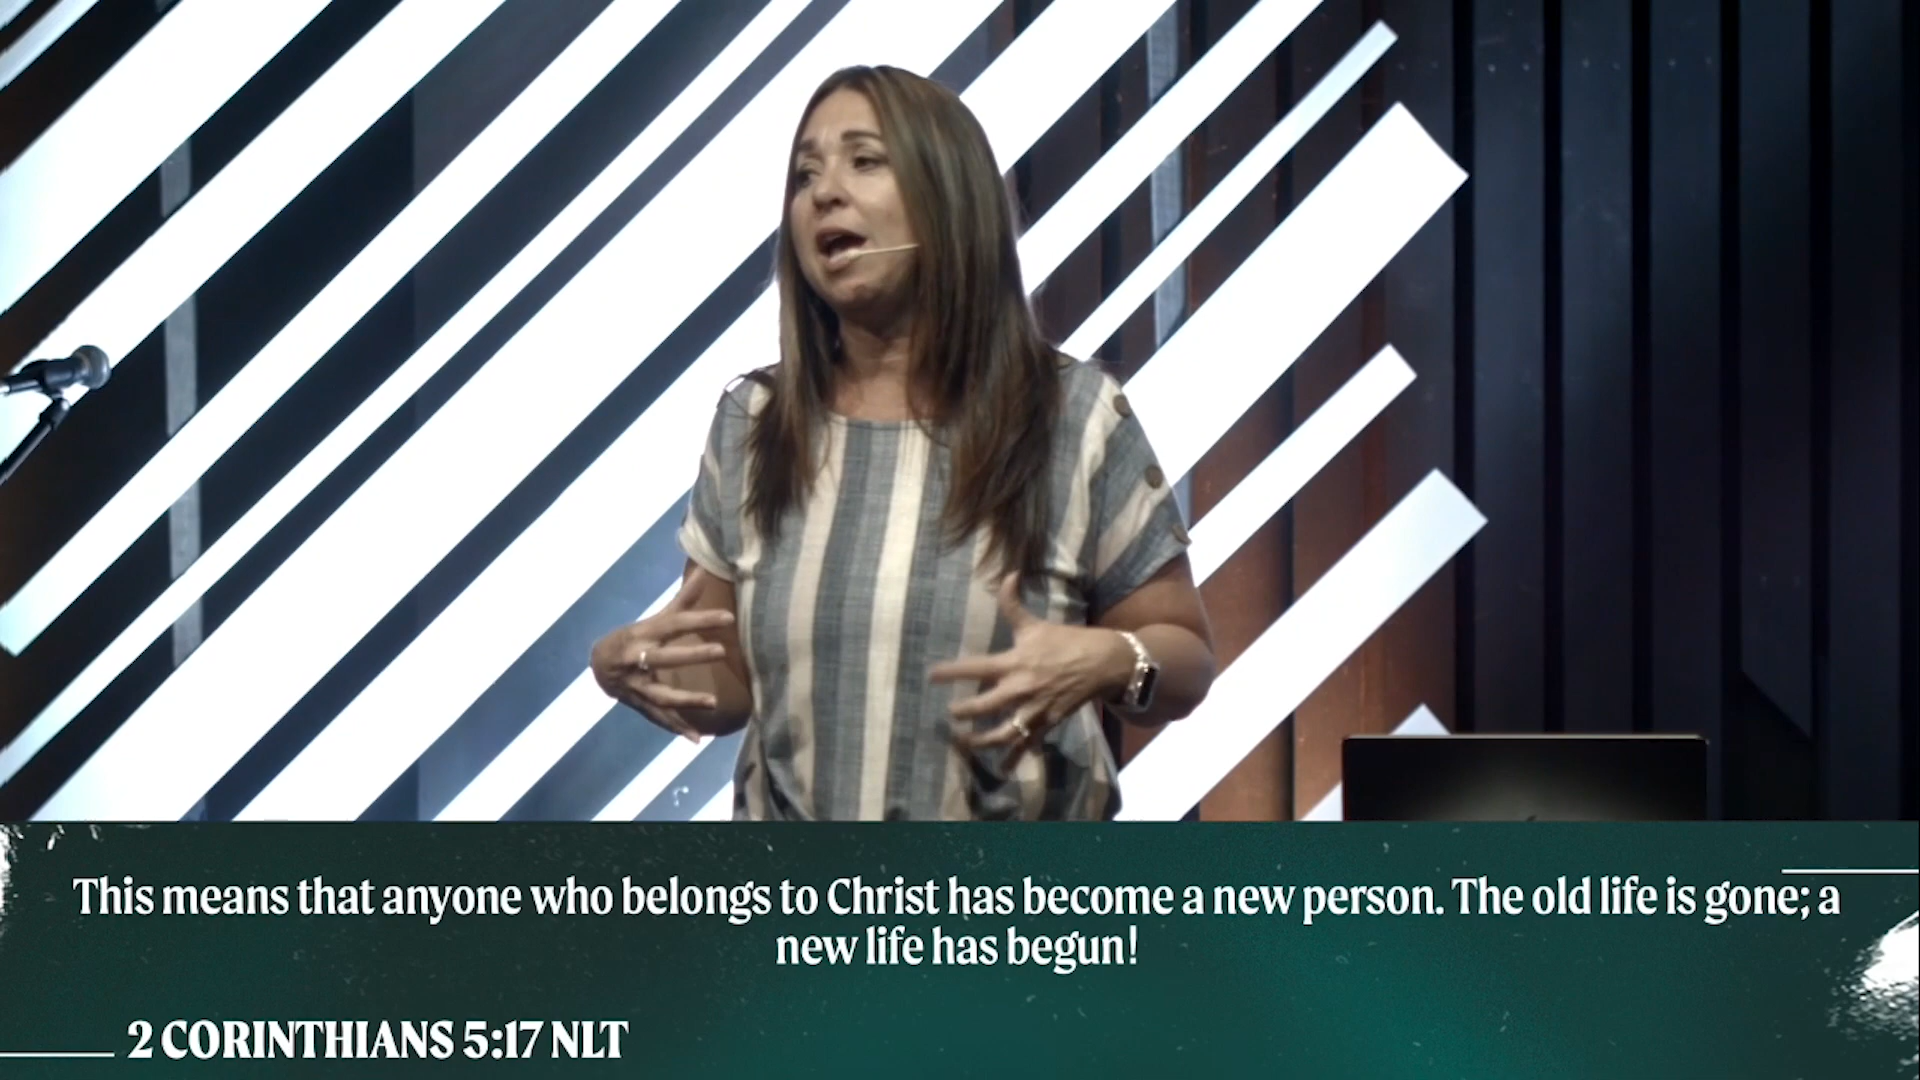 This means that anyone who belongs to Christ has become a new person. The old life is gone; a
new life has begun!
2 CORINTHIANS 5:17 NLT